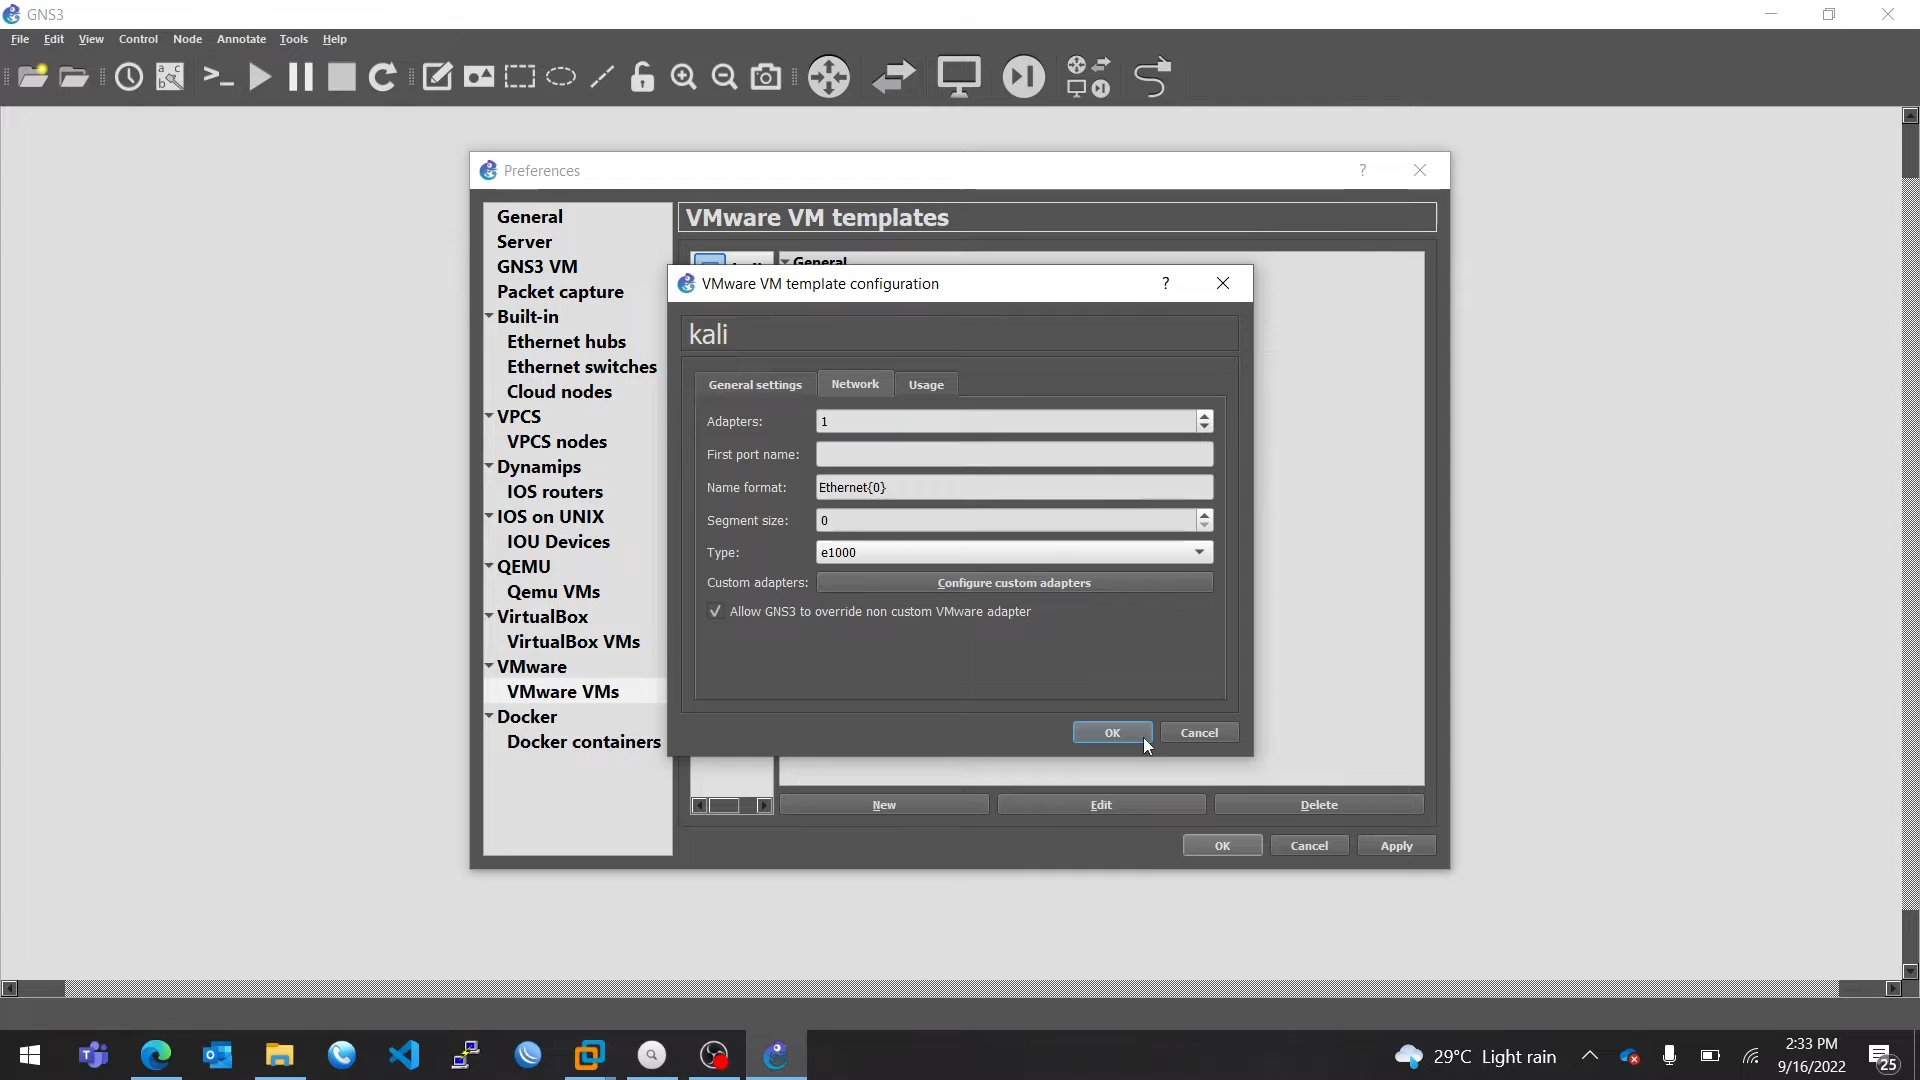 GNS3
File Edit View Control Node Annotate Tools Help
Preferences
?
General
Server
GNS3 VM
Packet capture
Built-in
Ethernet hubs
Ethernet switches
Cloud nodes
VPCS
VPCS nodes
Dynamips
IOS routers
IOS on UNIX
IOU Devices
QEMU
Qemu VMs
VirtualBox
VirtualBox VMs
VMware
VMware VMs
Docker
Docker containers
VMware VM templates
General
VMware VM template configuration
?
kali
General settings Network Usage
Adapters: 1
First port name:
Name format: Ethernet{0}
Segment size: 0
Type: e1000
Custom adapters: Configure custom adapters
Allow GNS3 to override non custom VMware adapter
OK Cancel
New Edit Delete
OK Cancel Apply
29°C Light rain
2:33 PM
9/16/2022
25